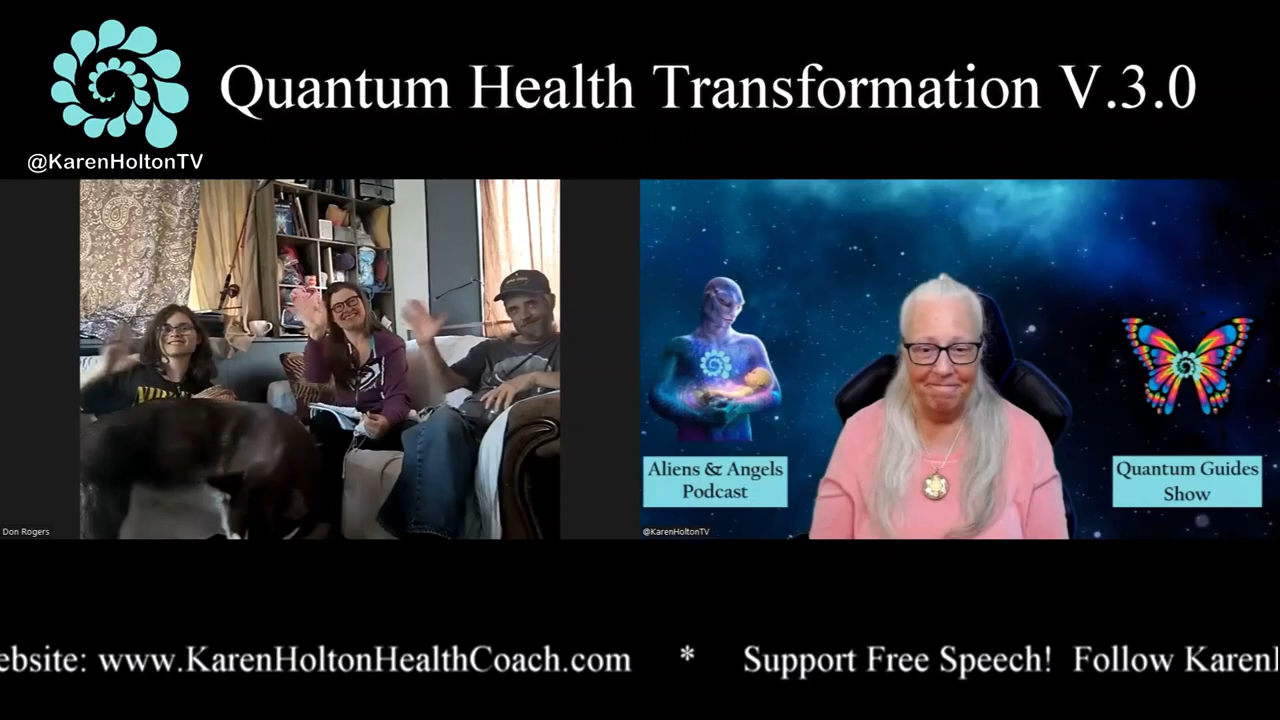 Quantum Health Transformation V.3.0
@KarenHoltonTV
Aliens & Angels
Podcast
Quantum Guides
Show
Don Rogers
@KarenHoltonTV
ebsite: www.KarenHoltonHealthCoach.com * Support Free Speech! Follow Karen